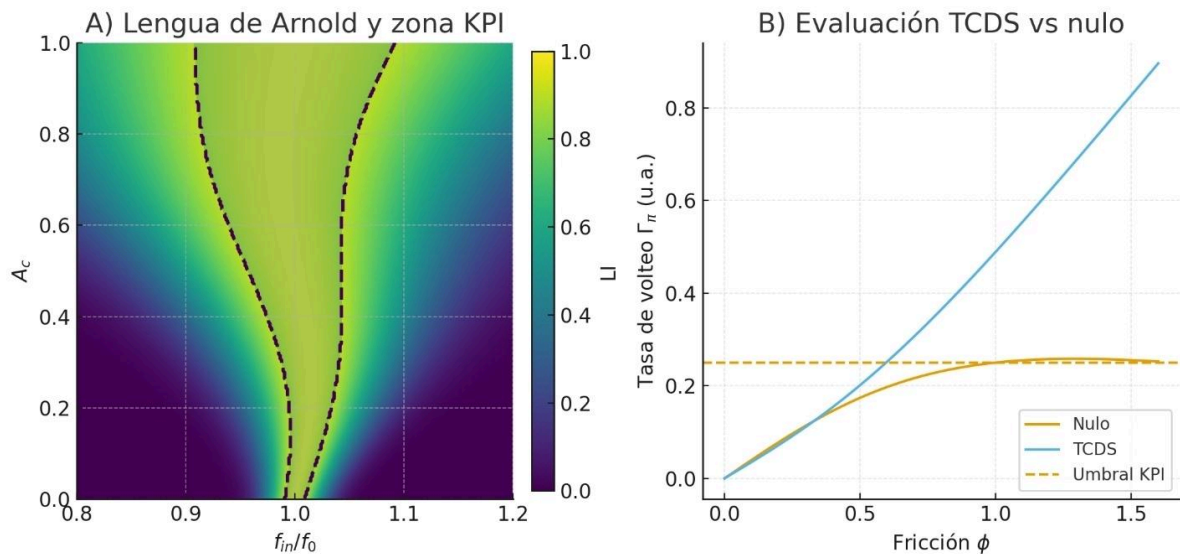 A) Lengua de Arnold y zona KPI
1.0
0.8
0.6
0.4
0.2
0.0
A_c
0.8
0.9
1.0
1.1
1.2
f_in/f_0
1.0
0.8
0.6
0.4
0.2
0.0
LI
B) Evaluación TCDS vs nulo
Tasa de volteo Γ_π (u.a.)
0.8
0.6
0.4
0.2
0.0
0.0
0.5
1.0
1.5
Fricción ϕ
Nulo
TCDS
Umbral KPI